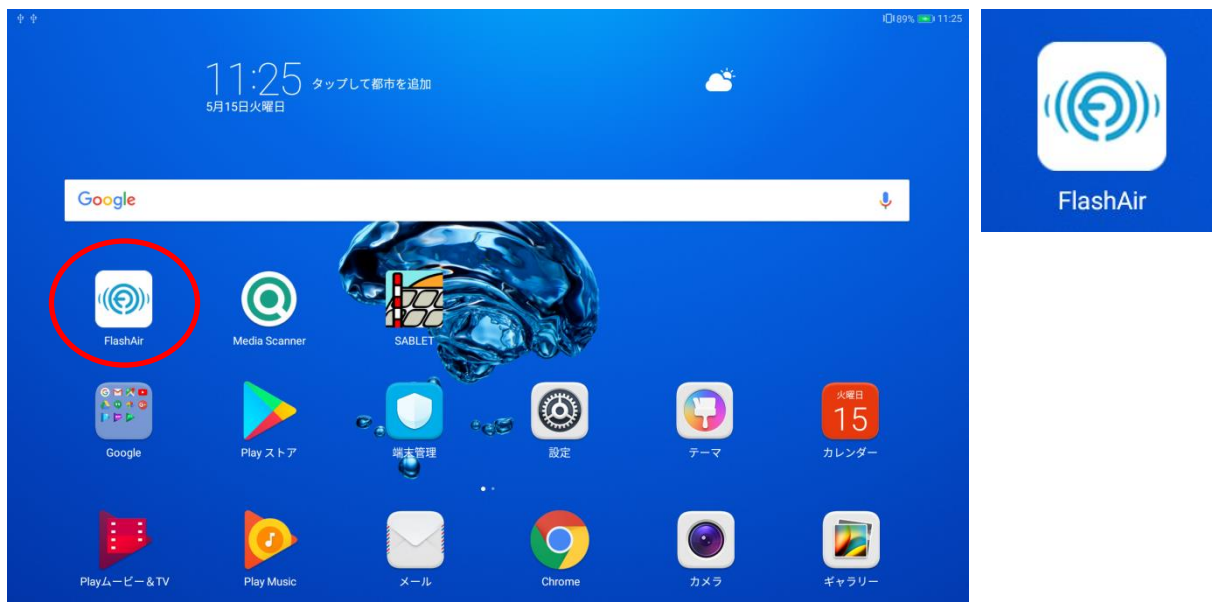 89% 11:25
11:25 タップして都市を追加
5月15日火曜日
Google
FlashAir
FlashAir
Media Scanner
SABLET
火曜日
15
Google
Play ストア
端末管理
設定
テーマ
カレンダー
Playムービー＆TV
Play Music
メール
Chrome
カメラ
ギャラリー